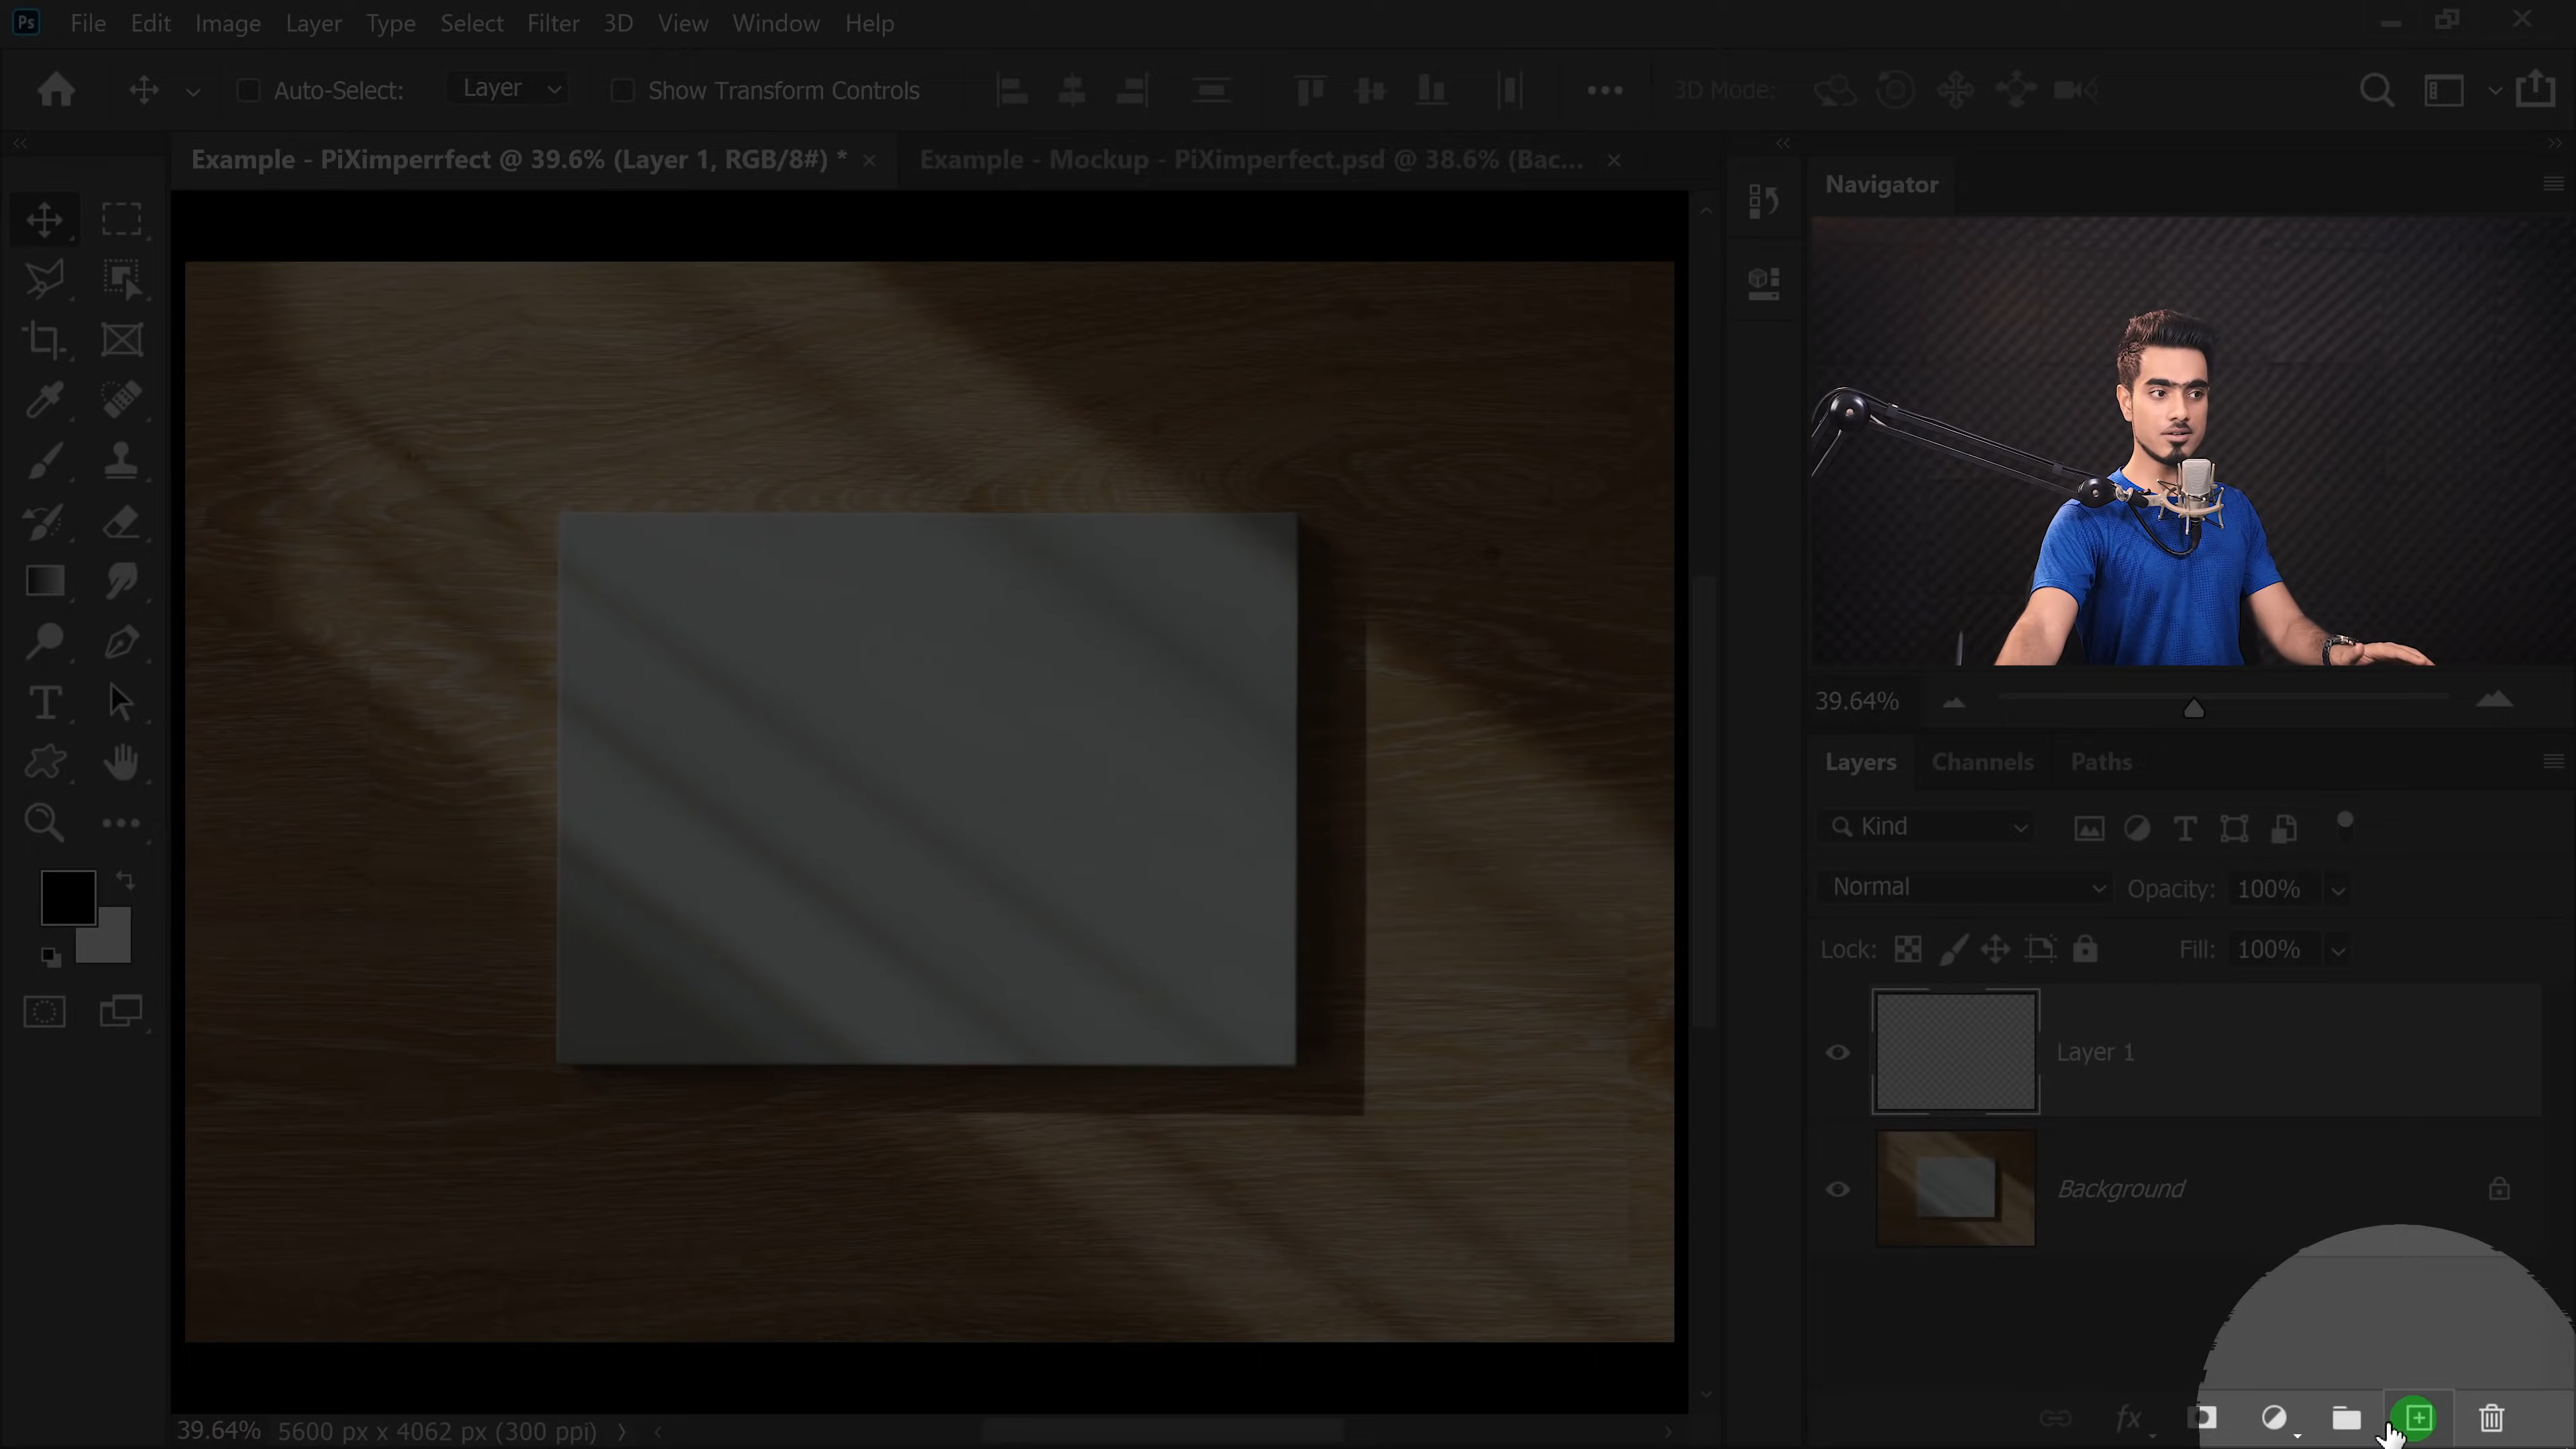 Ps File Edit Image Layer Type Select Filter 3D View Window Help
Auto-Select: Layer Show Transform Controls 3D Mode:
Example - PiXimperrfect @ 39.6% (Layer 1, RGB/8#) * Example - Mockup - PiXimperfect.psd @ 38.6% (Bac...
Navigator
39.64%
Layers Channels Paths
Kind
Normal Opacity: 100%
Lock: Fill: 100%
Layer 1
Background
fx
39.64% 5600 px x 4062 px (300 ppi)